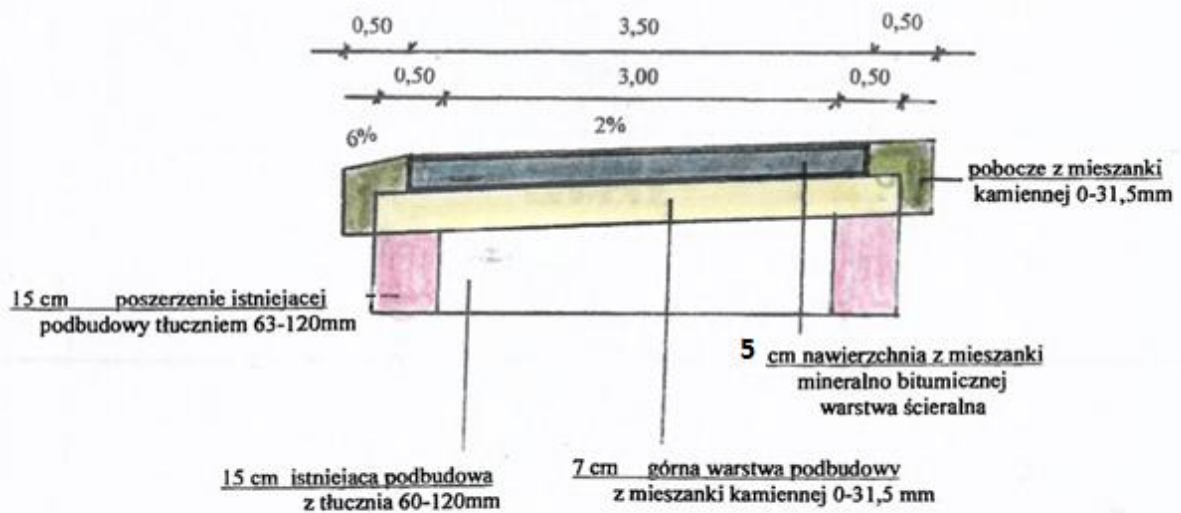 0,50 3,50 0,50
0,50 3,00 0,50
6% 2%
pobocze z mieszanki
kamiennej 0-31,5mm
15 cm poszerzenie istniejacej
podbudowy tłuczniem 63-120mm
5 cm nawierzchnia z mieszanki
mineralno bitumicznej
warstwa ścieralna
15 cm istniejaca podbudowa
z tłucznia 60-120mm
7 cm górna warstwa podbudowy
z mieszanki kamiennej 0-31,5 mm